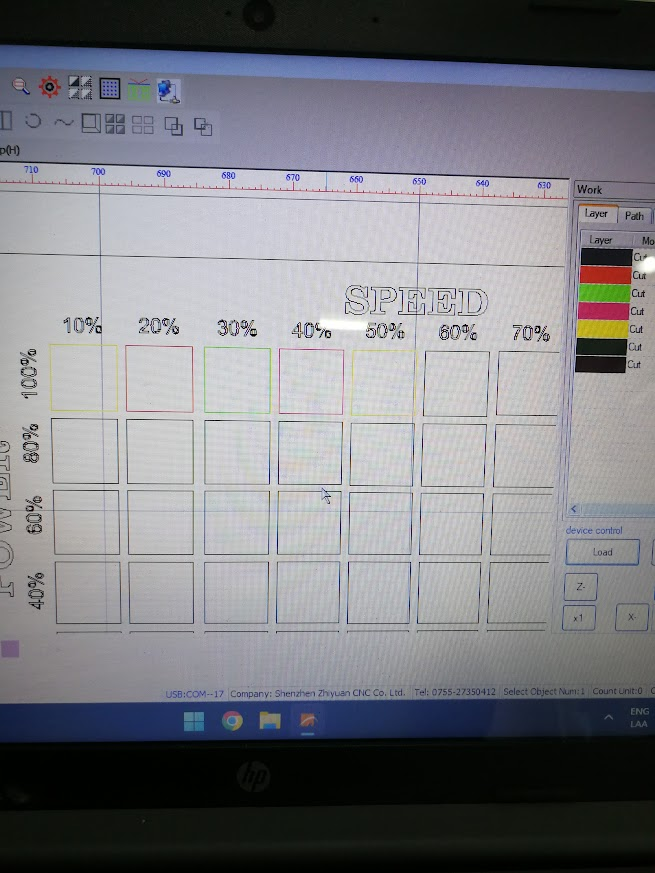 p(H)
710 700 690 680 670 660 650 640 630
Work
Layer Path
Layer Mo
Cut
Cut
Cut
Cut
Cut
Cut
Cut
SPEED
10% 20% 30% 40% 50% 60% 70%
100%
80%
60%
40%
POWER
device control
Load
Z-
x1 X-
USB:COM--17 Company: Shenzhen Zhiyuan CNC Co. Ltd. Tel: 0755-27350412 Select Object Num:1 Count Unit:0
ENG
LAA
hp